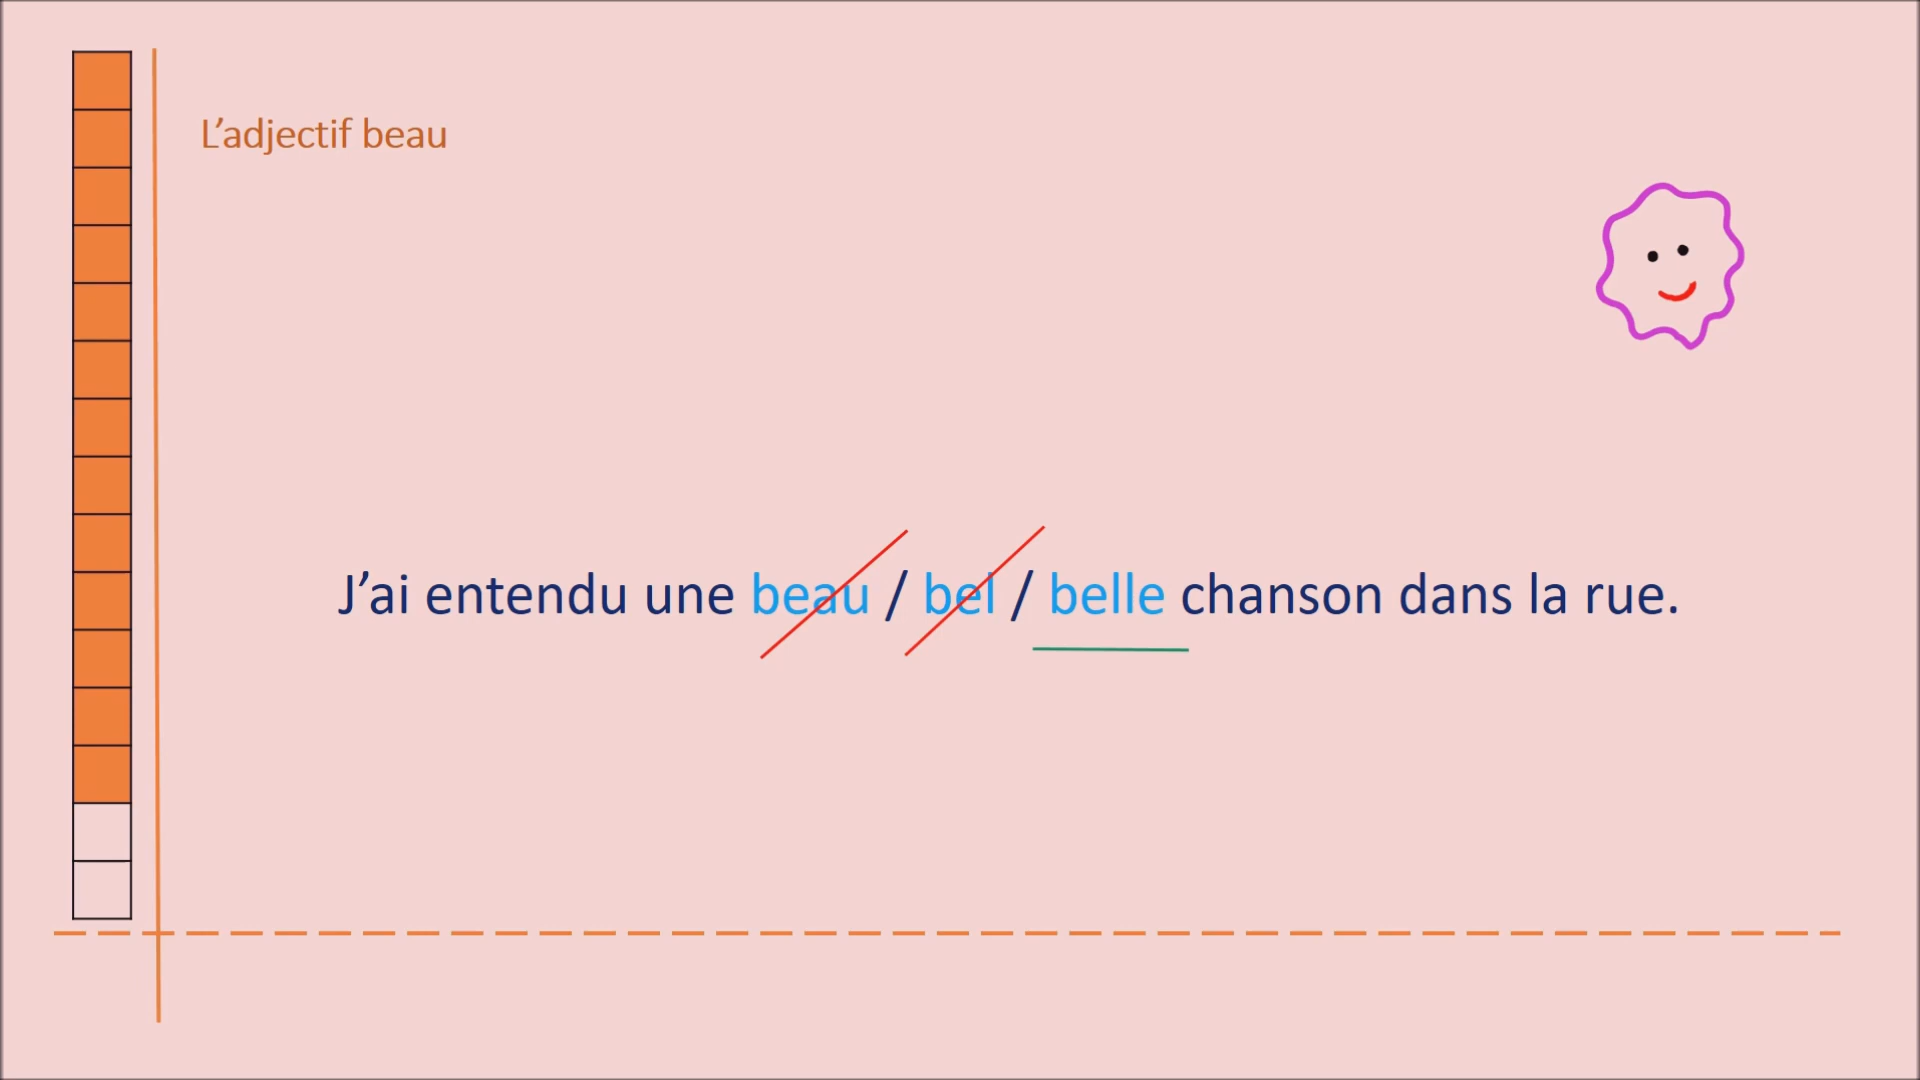 L’adjectif beau
J’ai entendu une beau / bel / belle chanson dans la rue.